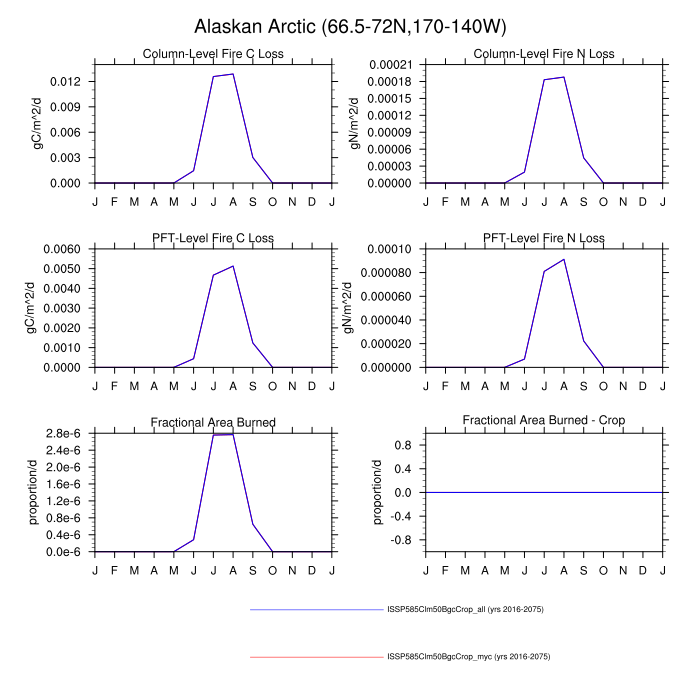 Alaskan Arctic (66.5-72N,170-140W)
Column-Level Fire C Loss
gC/m^2/d
0.012
0.009
0.006
0.003
0.000
J F M A M J J A S O N D J
Column-Level Fire N Loss
gN/m^2/d
0.00021
0.00018
0.00015
0.00012
0.00009
0.00006
0.00003
0.00000
J F M A M J J A S O N D J
PFT-Level Fire C Loss
gC/m^2/d
0.0060
0.0050
0.0040
0.0030
0.0020
0.0010
0.0000
J F M A M J J A S O N D J
PFT-Level Fire N Loss
gN/m^2/d
0.00010
0.000080
0.000060
0.000040
0.000020
0.000000
J F M A M J J A S O N D J
Fractional Area Burned
proportion/d
2.8e-6
2.4e-6
2.0e-6
1.6e-6
1.2e-6
0.8e-6
0.4e-6
0.0e-6
J F M A M J J A S O N D J
Fractional Area Burned - Crop
proportion/d
0.8
0.4
0.0
-0.4
-0.8
J F M A M J J A S O N D J
ISSP585Clm50BgcCrop_all (yrs 2016-2075)
ISSP585Clm50BgcCrop_myc (yrs 2016-2075)